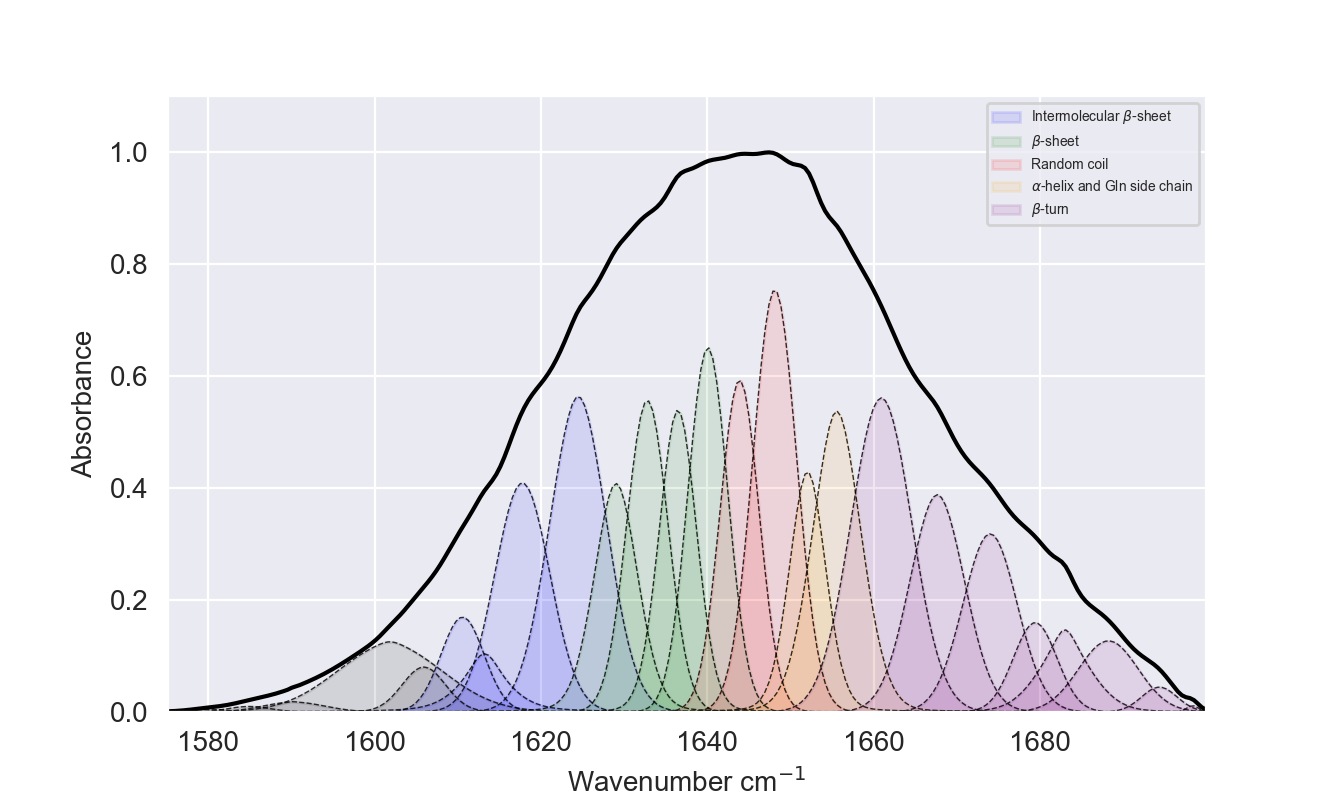 Intermolecular β-sheet
β-sheet
Random coil
α-helix and Gln side chain
β-turn
Absorbance
1.0
0.8
0.6
0.4
0.2
0.0
1580 1600 1620 1640 1660 1680
Wavenumber cm⁻¹